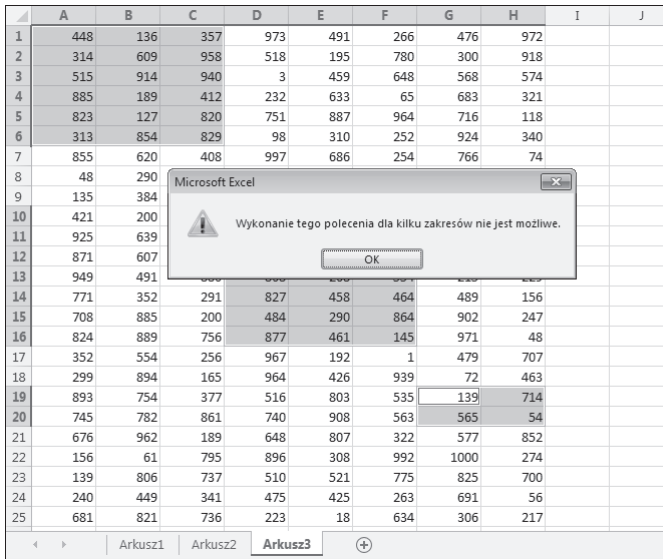 A B C D E F G H I J
1 448 136 357 973 491 266 476 972
2 314 609 958 518 195 780 300 918
3 515 914 940 3 459 648 568 574
4 885 189 412 232 633 65 683 321
5 823 127 820 751 887 964 716 118
6 313 854 829 98 310 252 924 340
7 855 620 408 997 686 254 766 74
8 48 290
Microsoft Excel
9 135 384
10 421 200
Wykonanie tego polecenia dla kilku zakresów nie jest możliwe.
11 925 639
12 871 607
OK
13 949 491
14 771 352 291 827 458 464 489 156
15 708 885 200 484 290 864 902 247
16 824 889 756 877 461 145 971 48
17 352 554 256 967 192 1 479 707
18 299 894 165 964 426 939 72 463
19 893 754 377 516 803 535 139 714
20 745 782 861 740 908 563 565 54
21 676 962 189 648 807 322 577 852
22 156 61 795 896 308 992 1000 274
23 139 806 737 510 521 775 825 700
24 240 449 341 475 425 263 691 56
25 681 821 736 223 18 634 306 217
Arkusz1 Arkusz2 Arkusz3